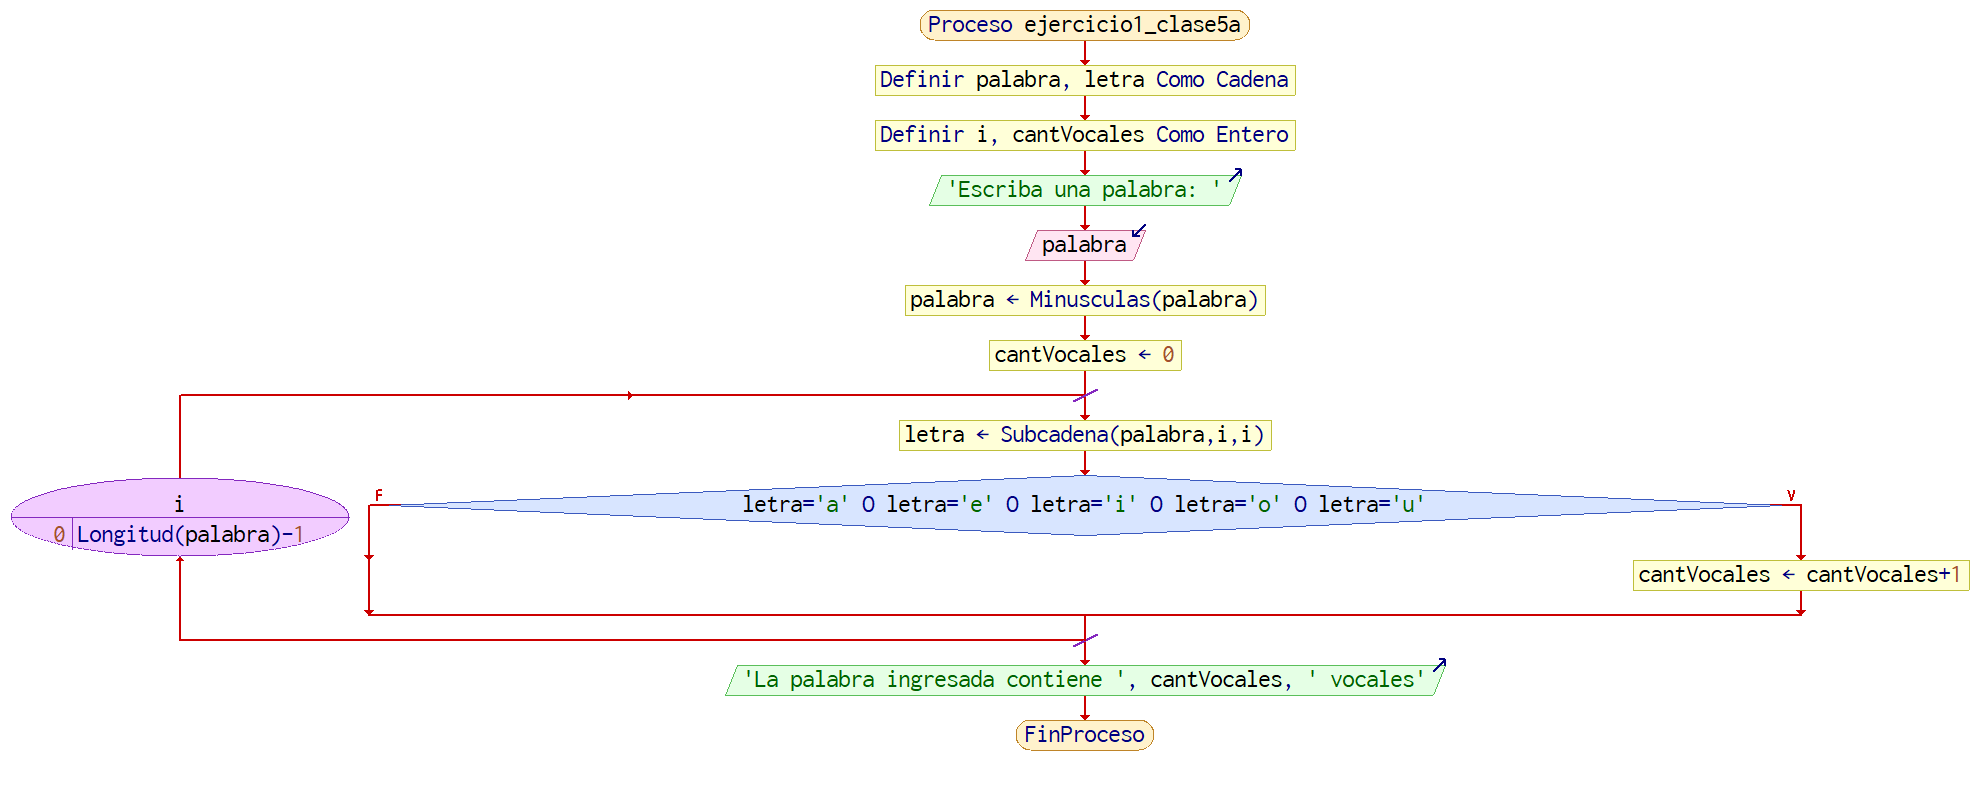 Proceso ejercicio1_clase5a
Definir palabra, letra Como Cadena
Definir i, cantVocales Como Entero
'Escriba una palabra: '
palabra
palabra ← Minusculas(palabra)
cantVocales ← 0
letra ← Subcadena(palabra,i,i)
i
0 Longitud(palabra)-1
F
letra='a' O letra='e' O letra='i' O letra='o' O letra='u'
V
cantVocales ← cantVocales+1
'La palabra ingresada contiene ', cantVocales, ' vocales'
FinProceso